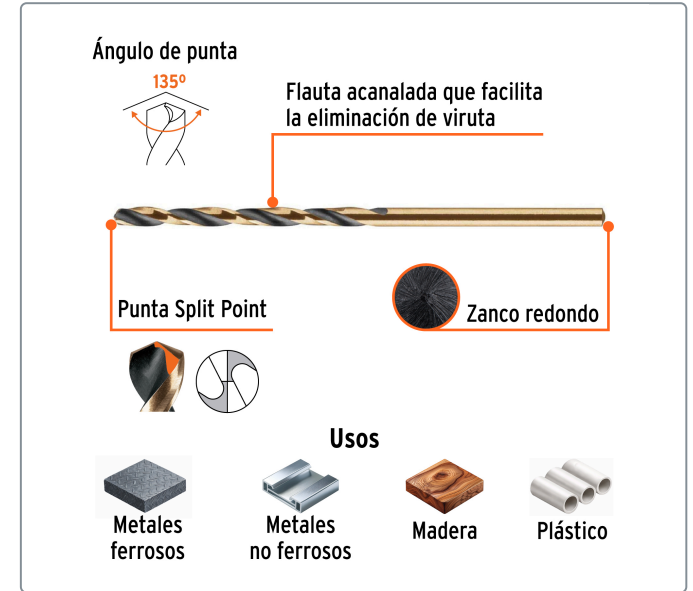 Ángulo de punta
135º
Flauta acanalada que facilita
la eliminación de viruta
Punta Split Point
Zanco redondo
Usos
Metales
ferrosos
Metales
no ferrosos
Madera
Plástico